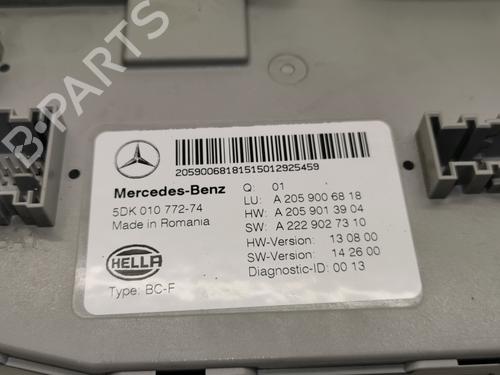 B-PARTS
20590068181515012925459
Mercedes-Benz
5DK 010 772-74
Made in Romania
HELLA
Type: BC-F
Q: 01
LU: A 205 900 68 18
HW: A 205 901 39 04
SW: A 222 902 73 10
HW-Version: 13 08 00
SW-Version: 14 26 00
Diagnostic-ID: 00 13